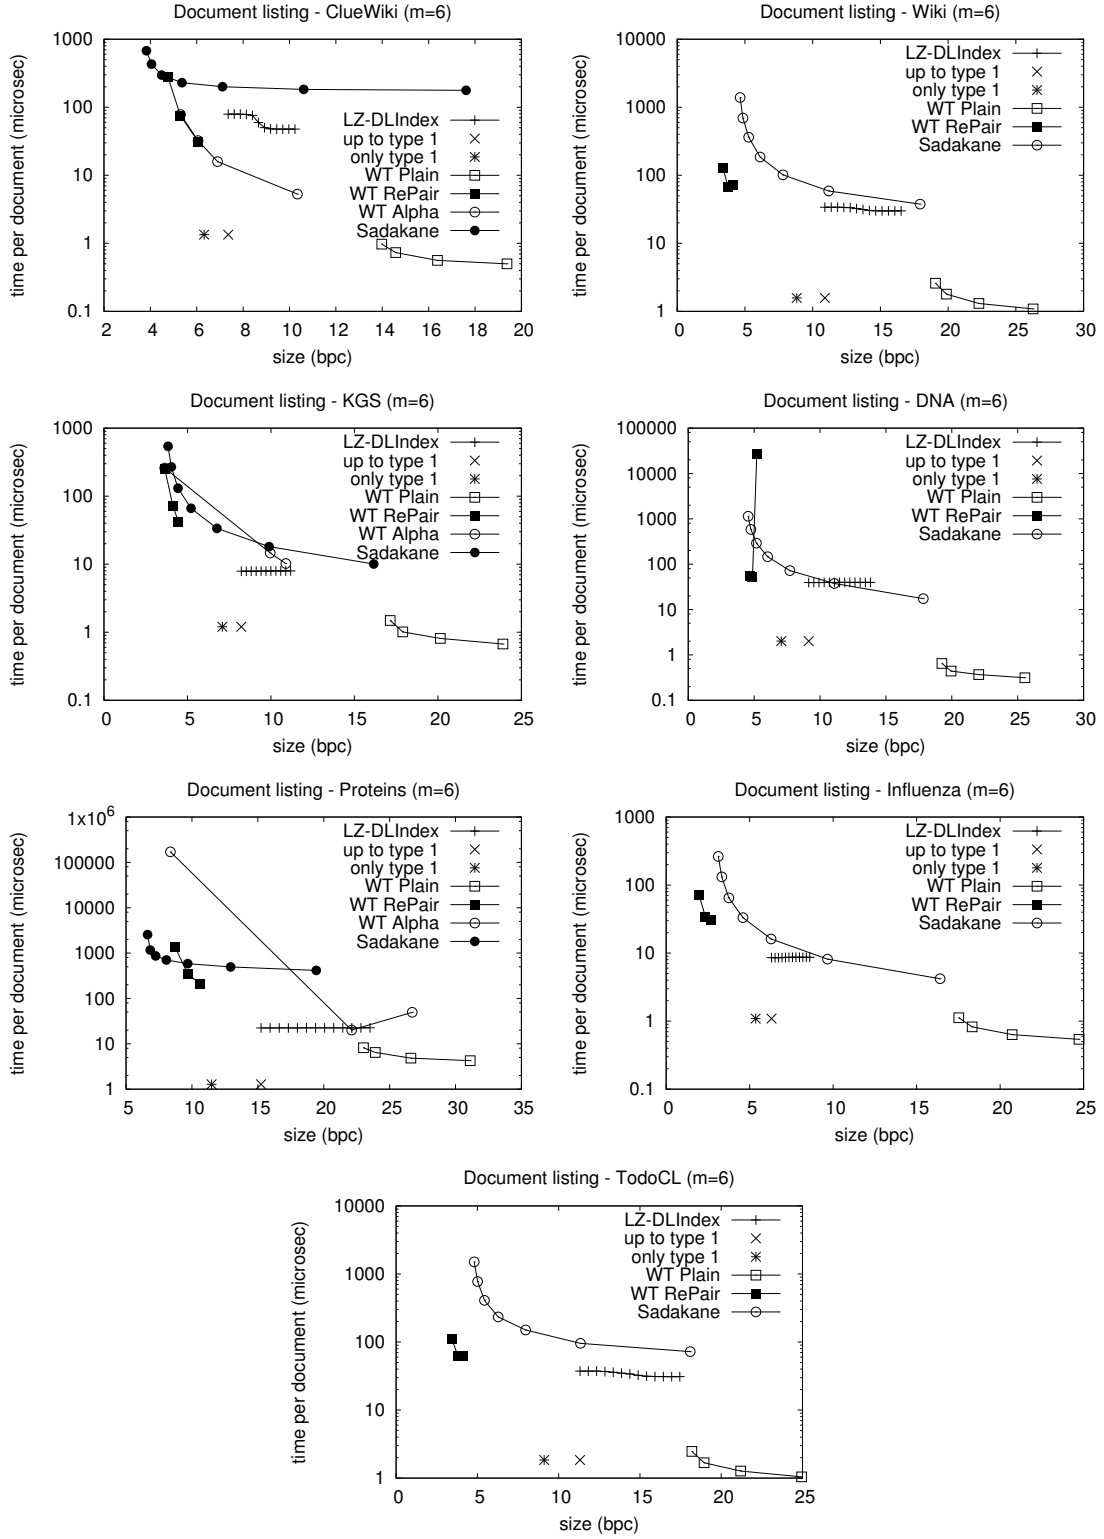 Document listing - ClueWiki (m=6)
time per document (microsec)
1000
100
10
1
0.1
LZ-DLIndex
up to type 1
only type 1
WT Plain
WT RePair
WT Alpha
Sadakane
2 4 6 8 10 12 14 16 18 20
size (bpc)
Document listing - Wiki (m=6)
time per document (microsec)
10000
1000
100
10
1
LZ-DLIndex
up to type 1
only type 1
WT Plain
WT RePair
Sadakane
0 5 10 15 20 25 30
size (bpc)
Document listing - KGS (m=6)
time per document (microsec)
1000
100
10
1
0.1
LZ-DLIndex
up to type 1
only type 1
WT Plain
WT RePair
WT Alpha
Sadakane
0 5 10 15 20 25
size (bpc)
Document listing - DNA (m=6)
time per document (microsec)
100000
10000
1000
100
10
1
0.1
LZ-DLIndex
up to type 1
only type 1
WT Plain
WT RePair
Sadakane
0 5 10 15 20 25 30
size (bpc)
Document listing - Proteins (m=6)
time per document (microsec)
1x10^6
100000
10000
1000
100
10
1
LZ-DLIndex
up to type 1
only type 1
WT Plain
WT RePair
WT Alpha
Sadakane
5 10 15 20 25 30 35
size (bpc)
Document listing - Influenza (m=6)
time per document (microsec)
1000
100
10
1
0.1
LZ-DLIndex
up to type 1
only type 1
WT Plain
WT RePair
Sadakane
0 5 10 15 20 25
size (bpc)
Document listing - TodoCL (m=6)
time per document (microsec)
10000
1000
100
10
1
LZ-DLIndex
up to type 1
only type 1
WT Plain
WT RePair
Sadakane
0 5 10 15 20 25
size (bpc)